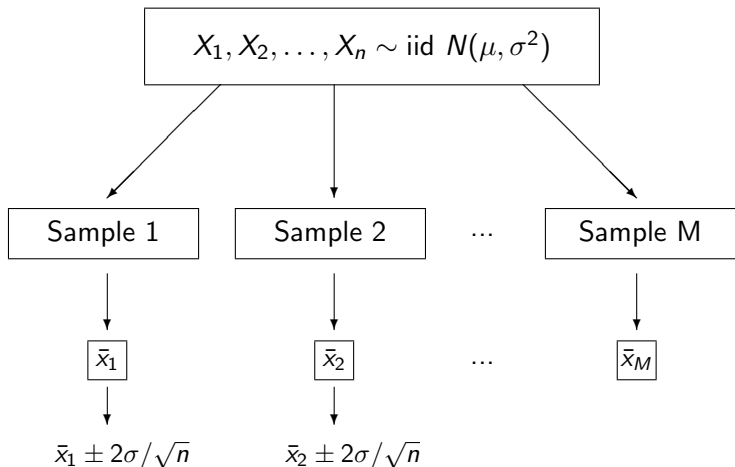 X₁, X₂, . . . , Xₙ ∼ iid N(μ, σ²)
Sample 1 Sample 2 ... Sample M
x̄₁ x̄₂ ... x̄_M
x̄₁ ± 2σ/√n x̄₂ ± 2σ/√n